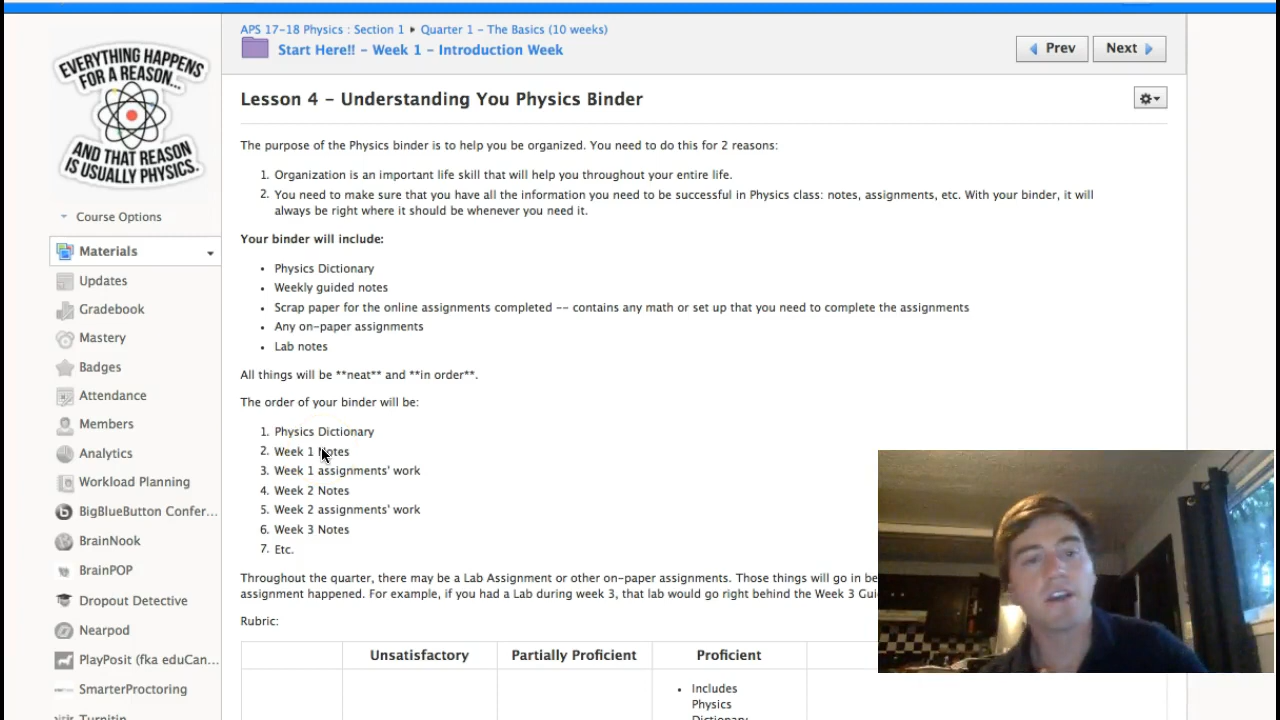 EVERYTHING HAPPENS
FOR A REASON...
AND THAT REASON
IS USUALLY PHYSICS.
Course Options
Materials
Updates
Gradebook
Mastery
Badges
Attendance
Members
Analytics
Workload Planning
BigBlueButton Confer...
BrainNook
BrainPOP
Dropout Detective
Nearpod
PlayPosit (fka eduCan...
SmarterProctoring
Turnitin
APS 17-18 Physics : Section 1 ▸ Quarter 1 - The Basics (10 weeks)
Start Here!! - Week 1 - Introduction Week
Prev
Next
Lesson 4 - Understanding You Physics Binder
The purpose of the Physics binder is to help you be organized. You need to do this for 2 reasons:
1. Organization is an important life skill that will help you throughout your entire life.
2. You need to make sure that you have all the information you need to be successful in Physics class: notes, assignments, etc. With your binder, it will
always be right where it should be whenever you need it.
Your binder will include:
• Physics Dictionary
• Weekly guided notes
• Scrap paper for the online assignments completed -- contains any math or set up that you need to complete the assignments
• Any on-paper assignments
• Lab notes
All things will be **neat** and **in order**.
The order of your binder will be:
1. Physics Dictionary
2. Week 1 Notes
3. Week 1 assignments' work
4. Week 2 Notes
5. Week 2 assignments' work
6. Week 3 Notes
7. Etc.
Throughout the quarter, there may be a Lab Assignment or other on-paper assignments. Those things will go in be
assignment happened. For example, if you had a Lab during week 3, that lab would go right behind the Week 3 Gui
Rubric:
Unsatisfactory
Partially Proficient
Proficient
• Includes
Physics
Dictionary